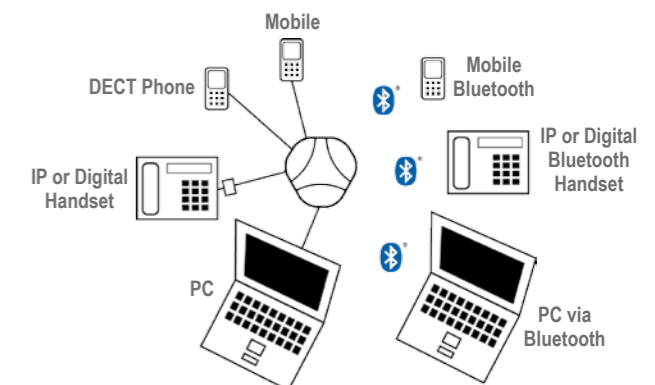 Mobile
DECT Phone
Mobile
Bluetooth
®
IP or Digital
Handset
IP or Digital
Bluetooth
Handset
®
PC
®
PC via
Bluetooth